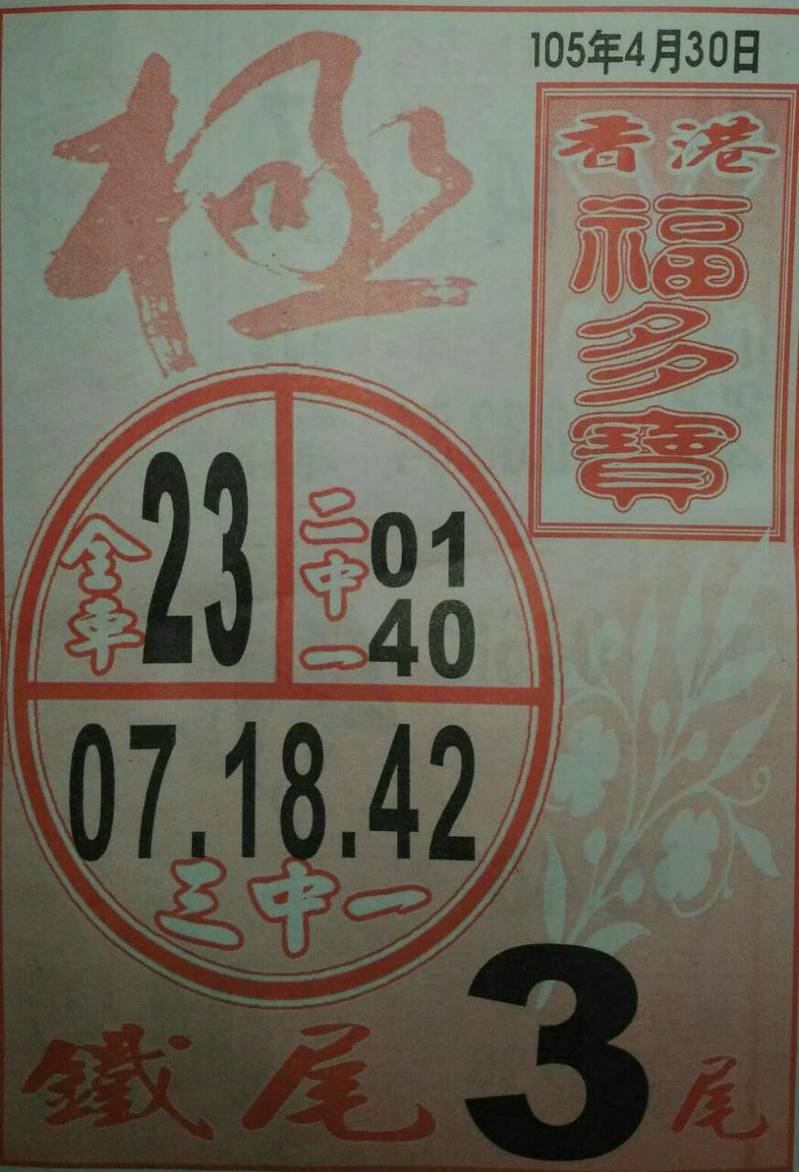 105年4月30日
極
香港
福多寶
全車 23
二中一 01 40
07.18.42
三中一
鐵尾 3 尾